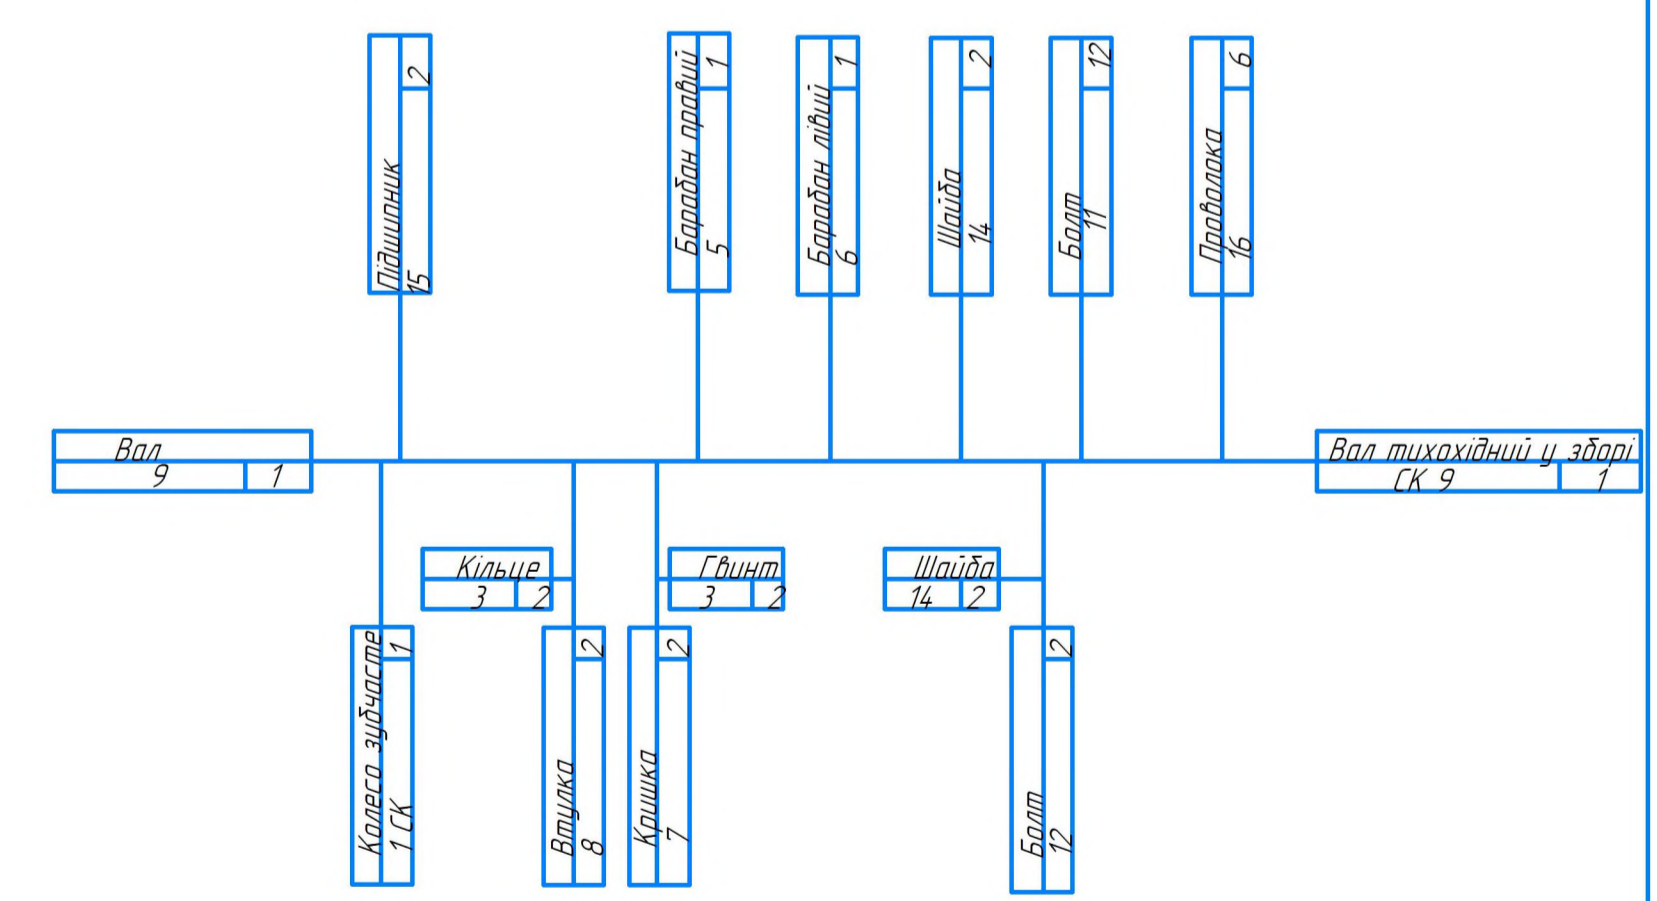 Підшипник
15
2
Барабан правий
5
1
Барабан лівий
6
1
Шайба
14
2
Болт
11
12
Проволока
16
6
Вал
9
1
Вал тихохідний у зборі
СК 9
1
Кільце
3
2
Гвинт
3
2
Шайба
14
2
Колесо зубчасте
1 СК
1
Втулка
8
2
Кришка
7
2
Болт
12
2